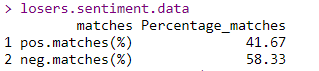 > losers.sentiment.data
matches Percentage_matches
1 pos.matches(%) 41.67
2 neg.matches(%) 58.33